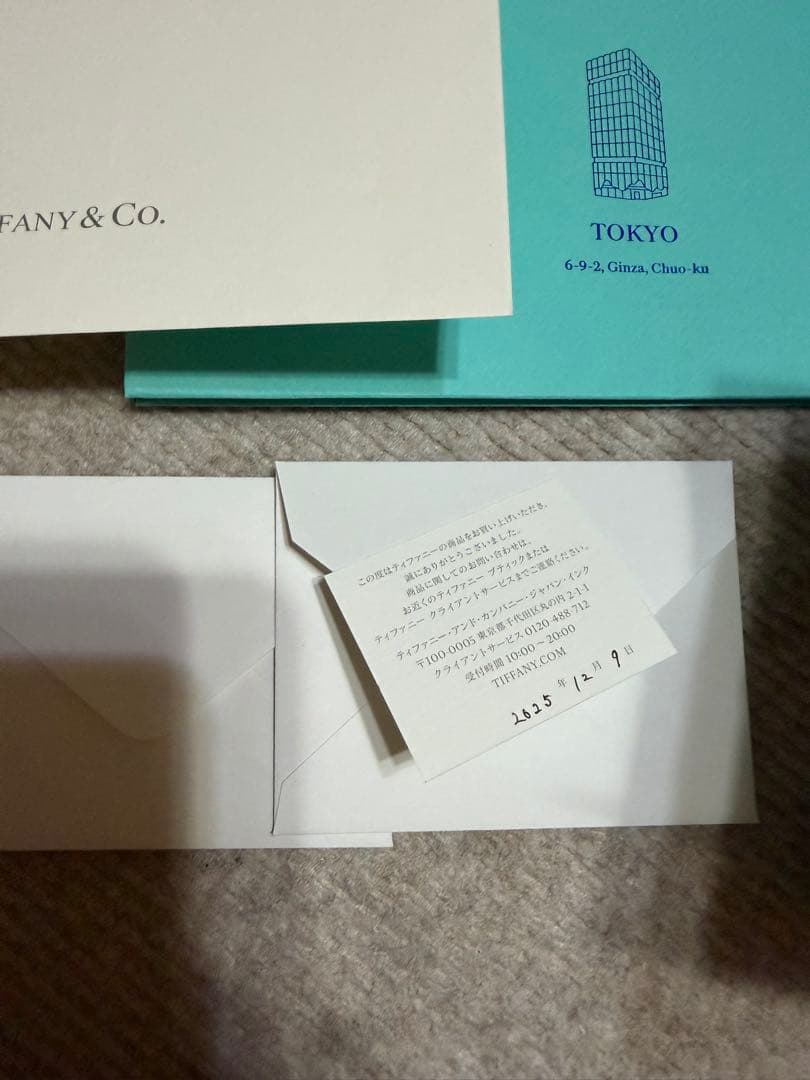 FANY & CO.
TOKYO
6-9-2, Ginza, Chuo-ku
この度はティファニーの商品をお買い上げいただき、
誠にありがとうございました。
商品に関してのお問い合わせは、
お近くのティファニー ブティックまたは
ティファニー クライアントサービスまでご連絡ください。
ティファニー・アンド・カンパニー・ジャパン・インク
〒100-0005 東京都千代田区丸の内 2-1-1
クライアントサービス 0120-488-712
受付時間 10:00～20:00
TIFFANY.COM
2025 年 12 月 9 日